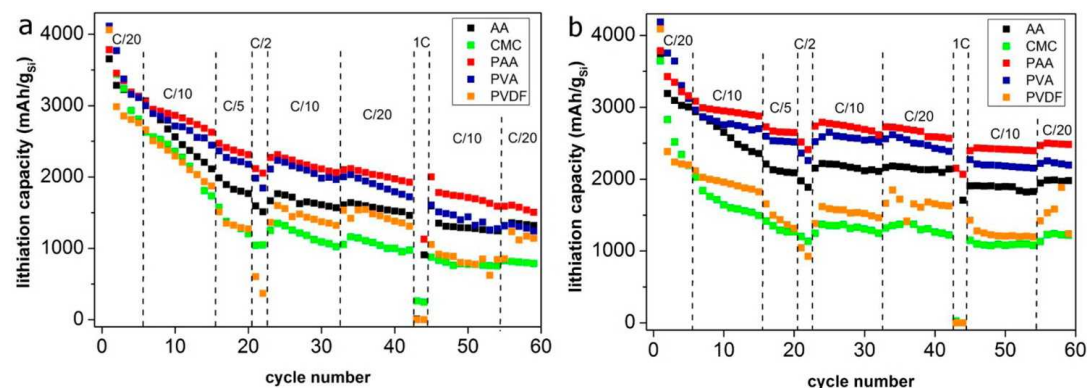 a
lithiation capacity (mAh/gSi)
4000
3000
2000
1000
0
C/20
C/10
C/5
C/2
C/10
C/20
1C
C/10
C/20
AA
CMC
PAA
PVA
PVDF
0 10 20 30 40 50 60
cycle number
b
lithiation capacity (mAh/gSi)
4000
3000
2000
1000
0
C/20
C/10
C/5
C/2
C/10
C/20
1C
C/10
C/20
AA
CMC
PAA
PVA
PVDF
0 10 20 30 40 50 60
cycle number